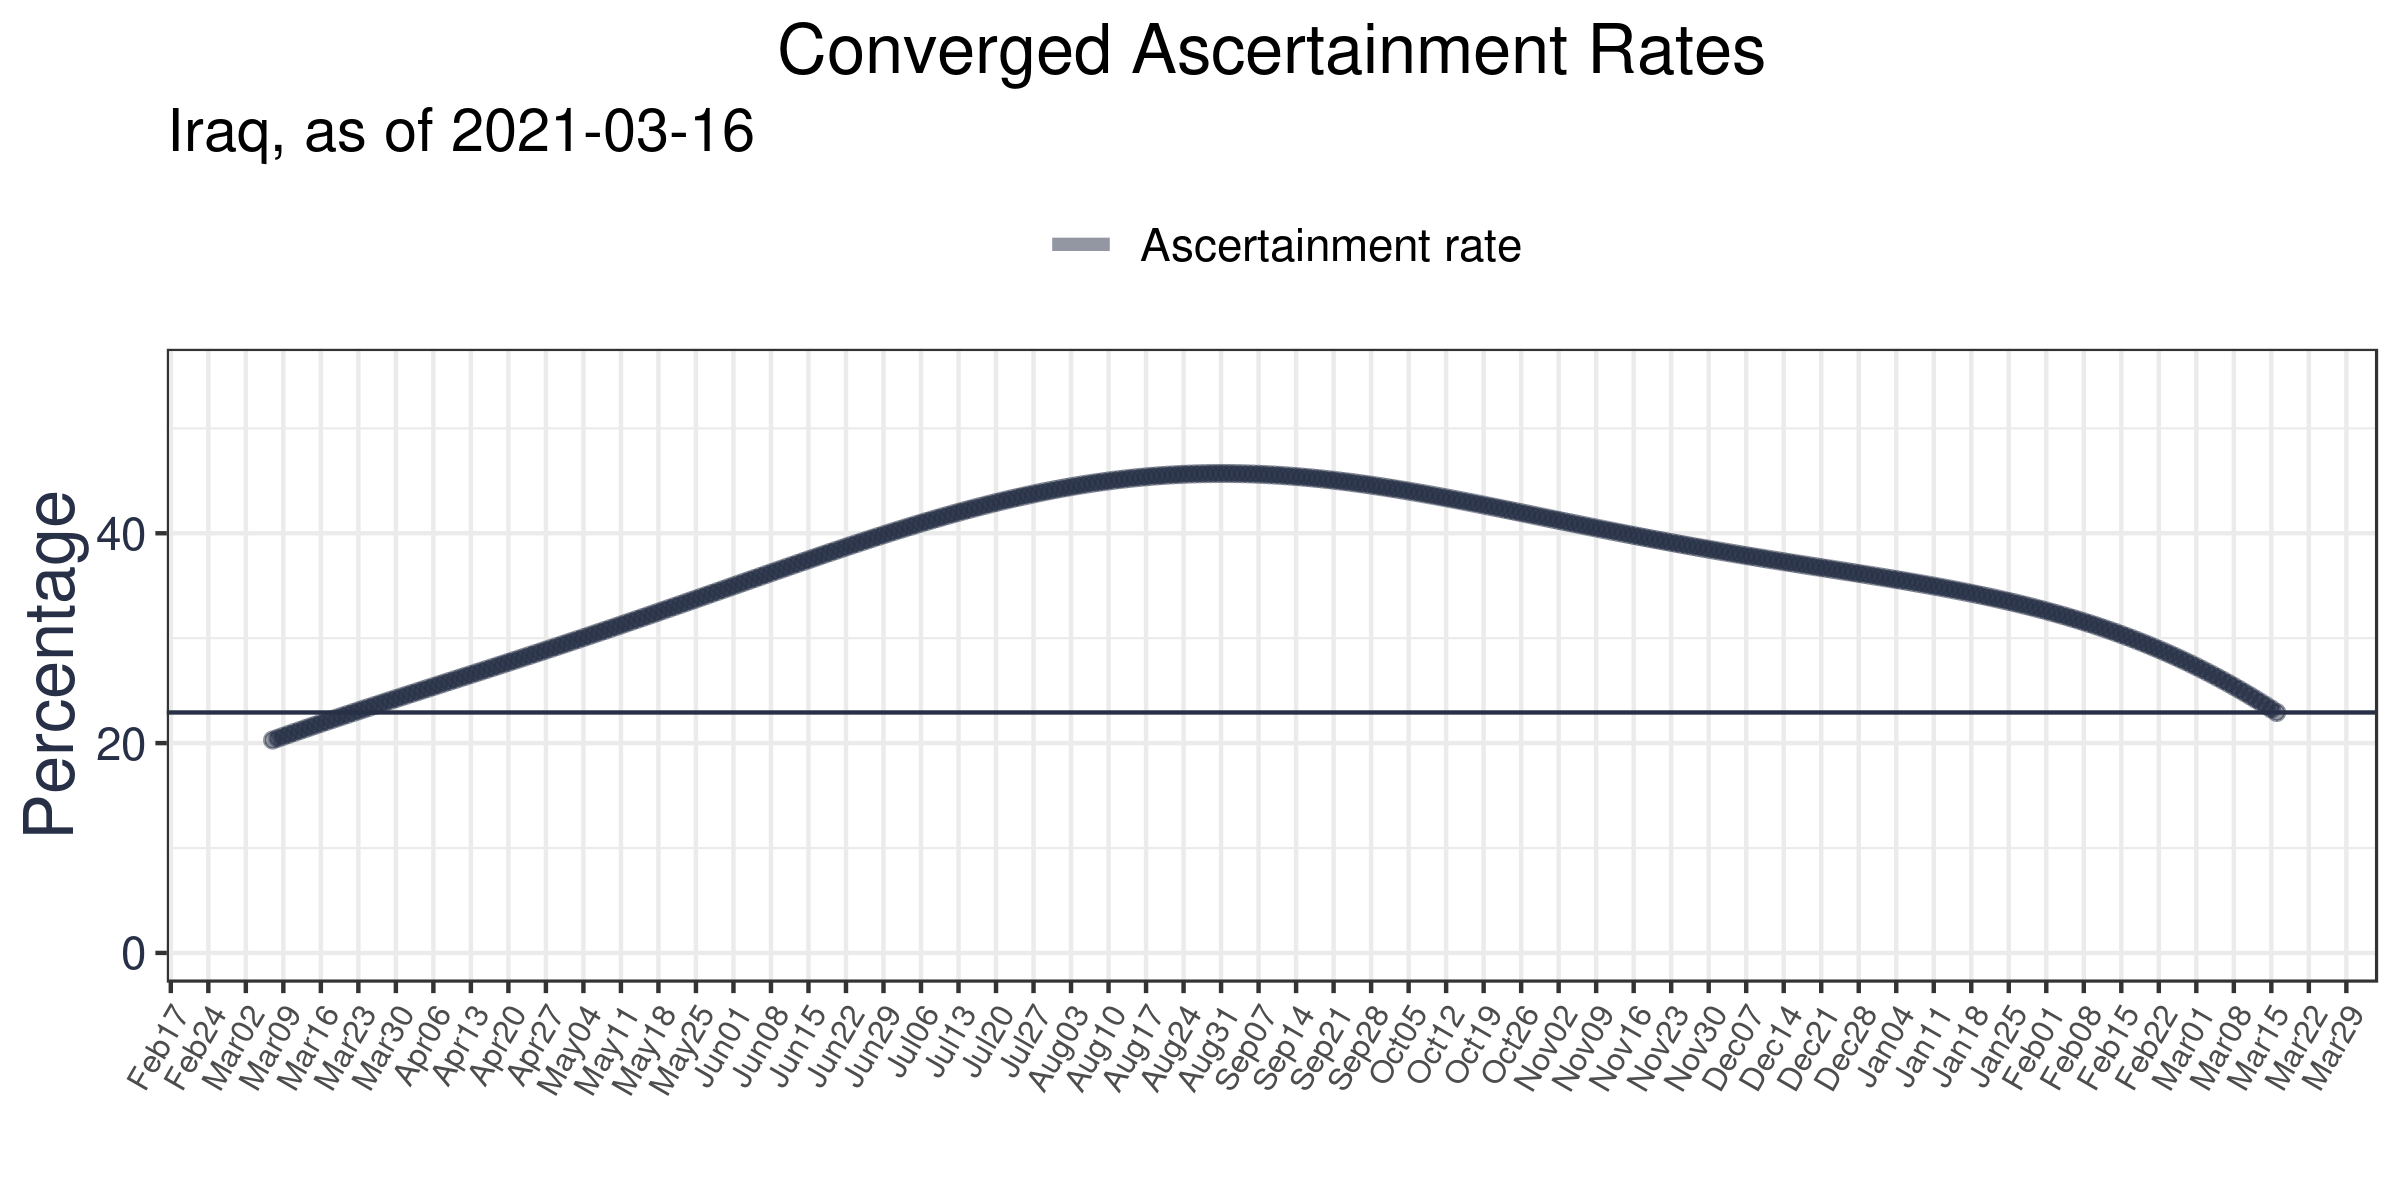 Converged Ascertainment Rates
Iraq, as of 2021-03-16
Ascertainment rate
Percentage
40
20
0
Feb17
Feb24
Mar02
Mar09
Mar16
Mar23
Mar30
Apr06
Apr13
Apr20
Apr27
May04
May11
May18
May25
Jun01
Jun08
Jun15
Jun22
Jun29
Jul06
Jul13
Jul20
Jul27
Aug03
Aug10
Aug17
Aug24
Aug31
Sep07
Sep14
Sep21
Sep28
Oct05
Oct12
Oct19
Oct26
Nov02
Nov09
Nov16
Nov23
Nov30
Dec07
Dec14
Dec21
Dec28
Jan04
Jan11
Jan18
Jan25
Feb01
Feb08
Feb15
Feb22
Mar01
Mar08
Mar15
Mar22
Mar29